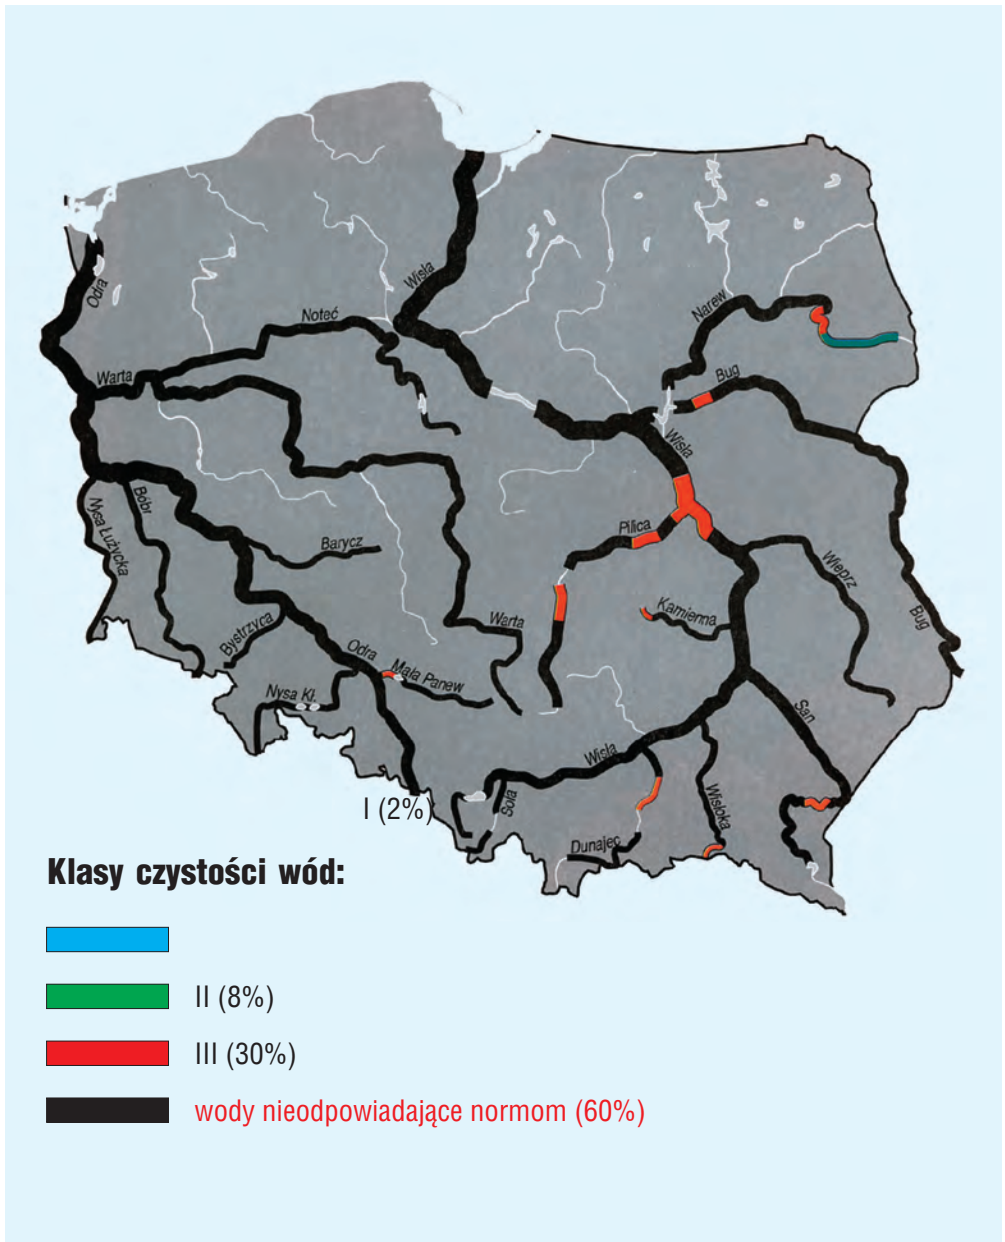 Wisła
Odra
Noteć
Narew
Warta
Bug
Wisła
Bóbr
Nysa Łużycka
Pilica
Barycz
Wieprz
Kamienna
Bug
Bystrzyca
Warta
Odra
Mała Panew
Nysa Kł.
San
Wisła
I (2%)
Soła
Wisłoka
Dunajec
Klasy czystości wód:
II (8%)
III (30%)
wody nieodpowiadające normom (60%)